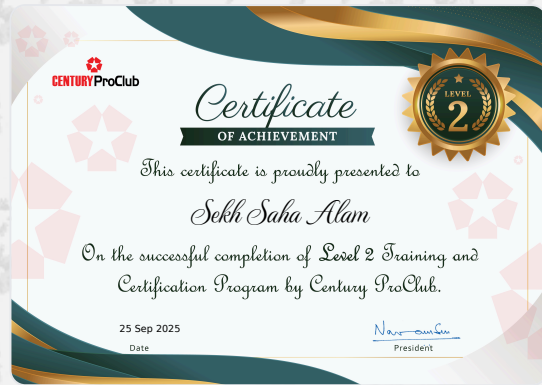 CENTURY ProClub
LEVEL
2
Certificate
OF ACHIEVEMENT
This certificate is proudly presented to
Sekh Saha Alam
On the successful completion of Level 2 Training and
Certification Program by Century ProClub.
25 Sep 2025
Date
President